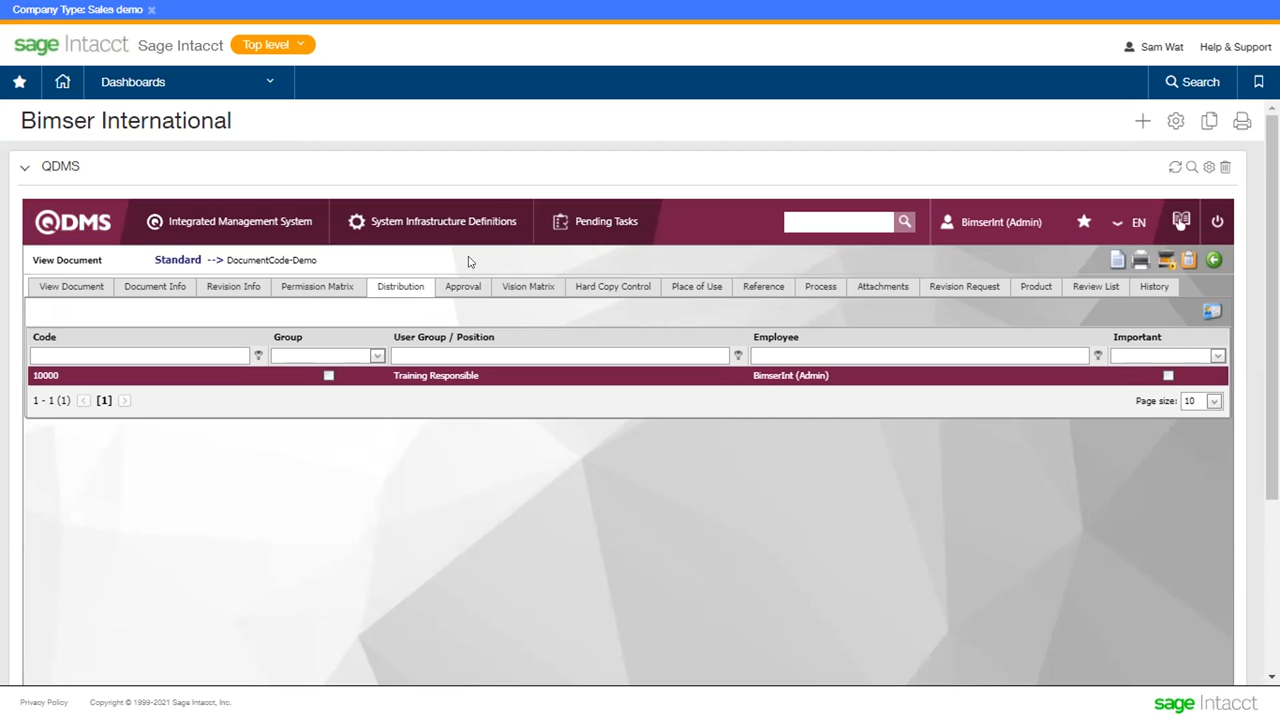 Company Type: Sales demo
sage Intacct Sage Intacct Top level Sam Wat Help & Support
Dashboards Search
Bimser International
QDMS
QDMS Integrated Management System System Infrastructure Definitions Pending Tasks BimserInt (Admin) EN
View Document Standard --> DocumentCode-Demo
View Document Document Info Revision Info Permission Matrix Distribution Approval Vision Matrix Hard Copy Control Place of Use Reference Process Attachments Revision Request Product Review List History
Code Group User Group / Position Employee Important
10000 Training Responsible BimserInt (Admin)
1 - 1 (1) [1] Page size: 10
Privacy Policy Copyright © 1999-2021 Sage Intacct, Inc. sage Intacct